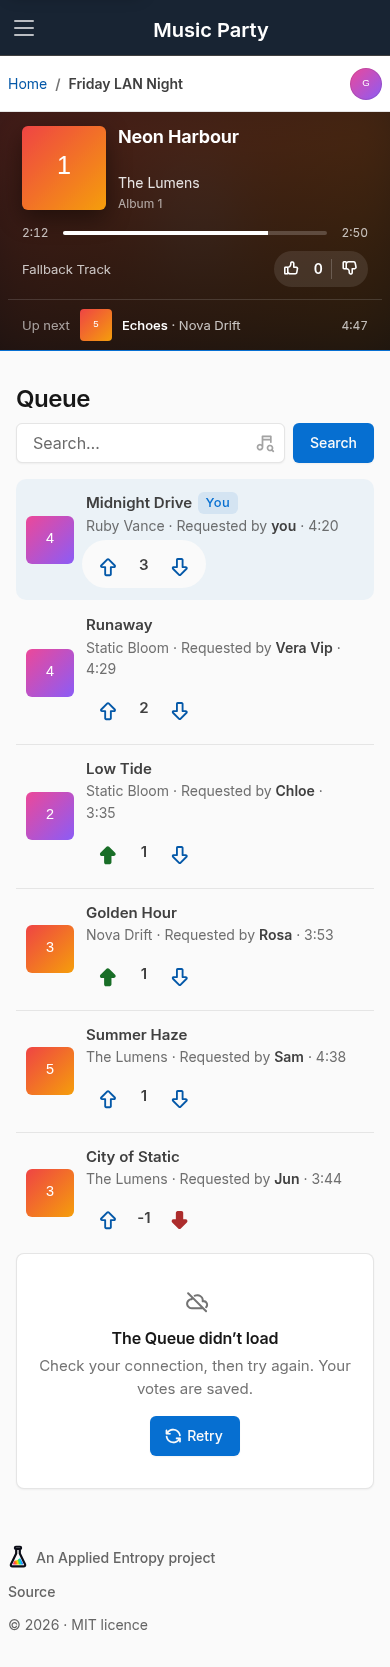 Music Party
Home / Friday LAN Night
G
1
Neon Harbour
The Lumens
Album 1
2:12
2:50
Fallback Track
0
Up next
5
Echoes · Nova Drift
4:47
Queue
Search...
Search
4
Midnight Drive You
Ruby Vance · Requested by you · 4:20
3
4
Runaway
Static Bloom · Requested by Vera Vip ·
4:29
2
2
Low Tide
Static Bloom · Requested by Chloe ·
3:35
1
3
Golden Hour
Nova Drift · Requested by Rosa · 3:53
1
5
Summer Haze
The Lumens · Requested by Sam · 4:38
1
3
City of Static
The Lumens · Requested by Jun · 3:44
-1
The Queue didn’t load
Check your connection, then try again. Your
votes are saved.
Retry
An Applied Entropy project
Source
© 2026 · MIT licence